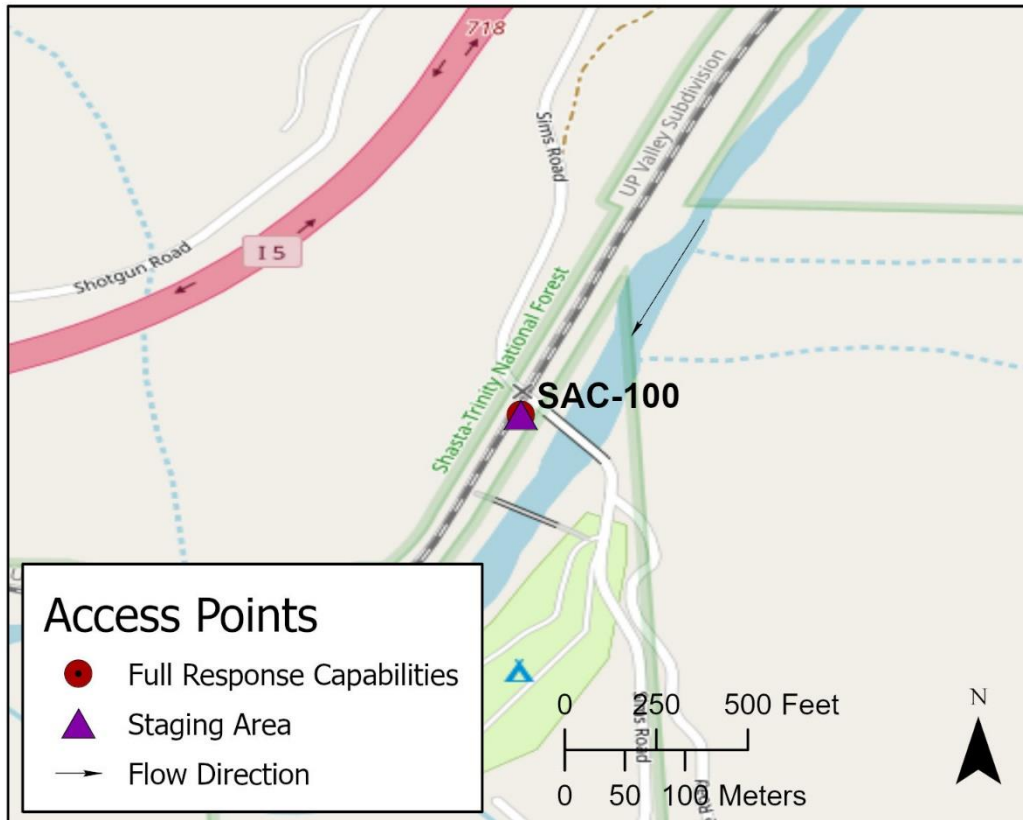 718
UP Valley Subdivision
Sims Road
I 5
Shotgun Road
Shasta-Trinity National Forest
SAC-100
Access Points
Full Response Capabilities
Staging Area
Flow Direction
Sims Road
0 250 500 Feet
0 50 100 Meters
N